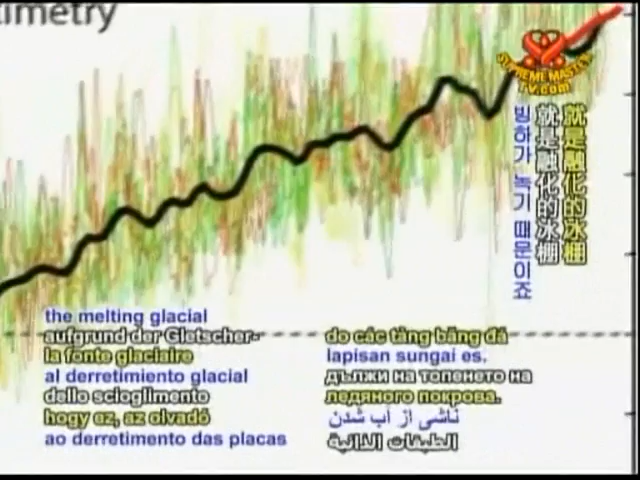 timetry
SUPREME MASTER
TV.com
就是融化的冰棚
就是融化的冰棚
빙하가 녹기 때문이죠
the melting glacial
aufgrund der Gletscher-
la fonte glaciaire
al derretimiento glacial
dello scioglimento
hogy ez, az olvadó
ao derretimento das placas
do các tảng băng đá
lapisan sungai es.
дължи на топенето на
ледяного покрова.
ناشی از آب شدن
الطبقات الذائبة